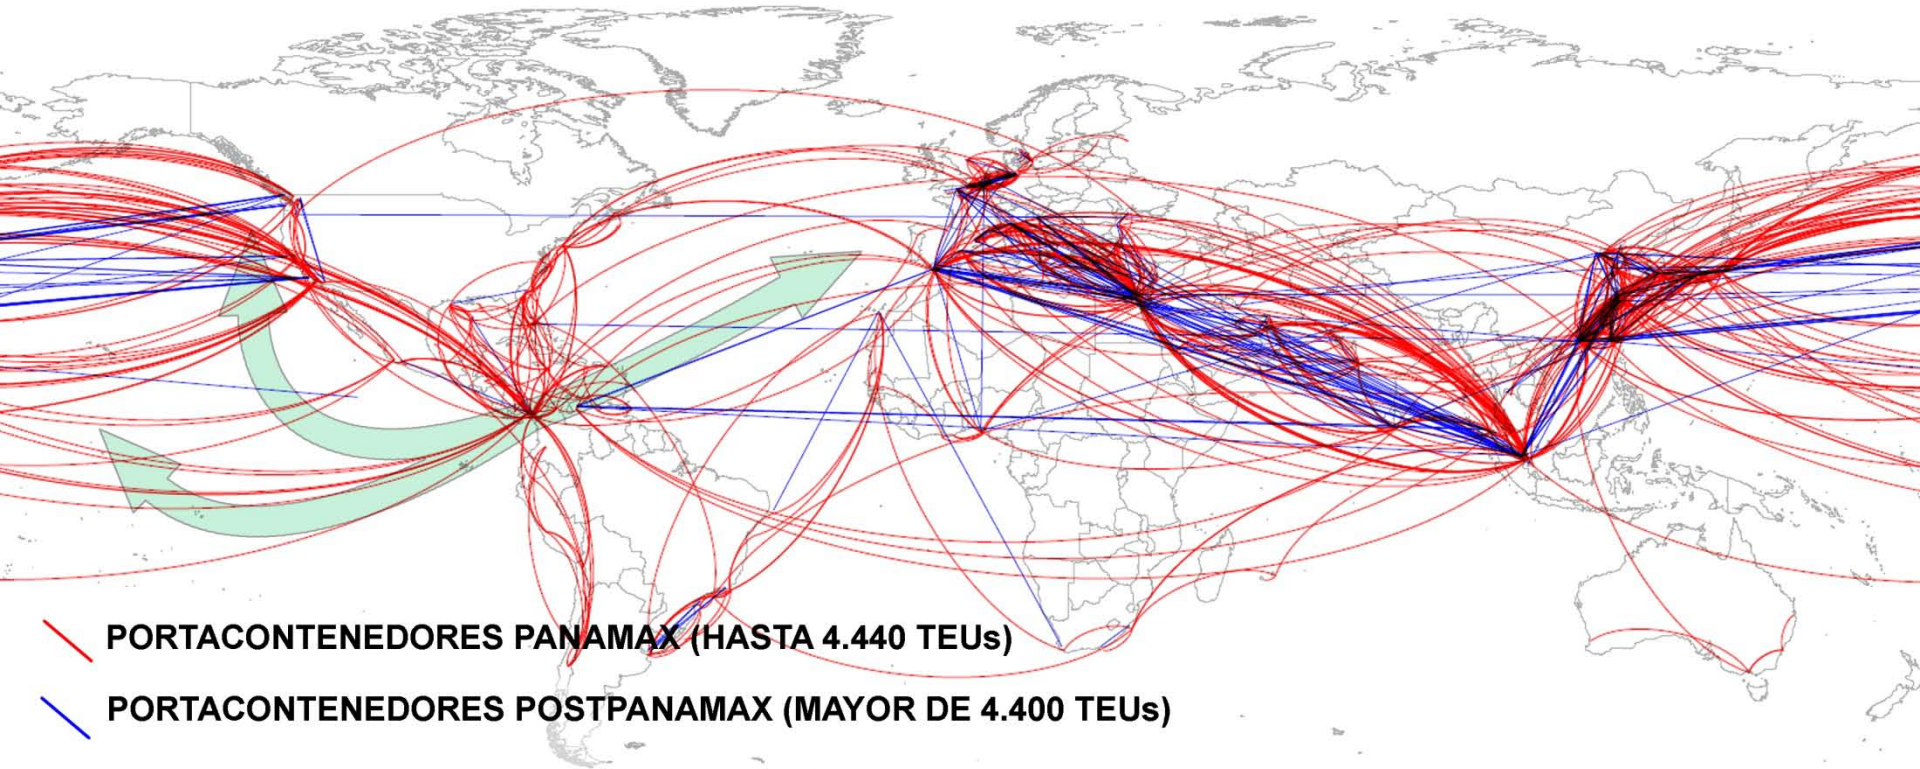 PORTACONTENEDORES PANAMAX (HASTA 4.440 TEUs)
PORTACONTENEDORES POSTPANAMAX (MAYOR DE 4.400 TEUs)